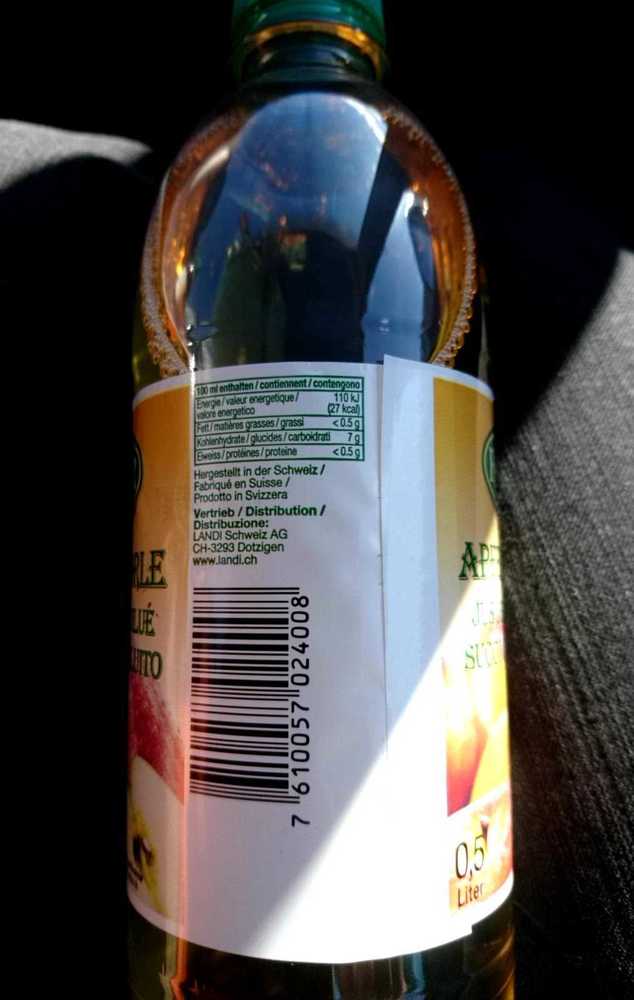 100 ml enthalten / contiennent / contengono
Energie / valeur energetique / 110 kJ
valore energetico (27 kcal)
Fett / matières grasses / grassi < 0.5 g
Kohlenhydrate / glucides / carboidrati 7 g
Eiweiss / protéines / proteine < 0.5 g
Hergestellt in der Schweiz /
Fabriqué en Suisse /
Prodotto in Svizzera
Vertrieb / Distribution /
Distribuzione:
LANDI Schweiz AG
CH-3293 Dotzigen
www.landi.ch
7 610057 024008
RLE
LUÉ
UITO
0,5
Liter